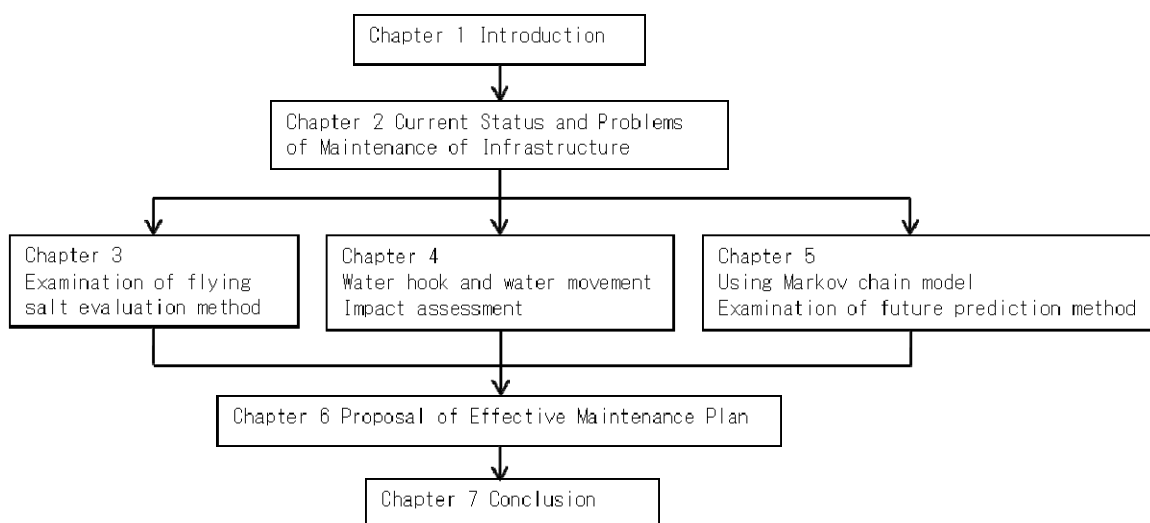 Chapter 1 Introduction
Chapter 2 Current Status and Problems
of Maintenance of Infrastructure
Chapter 3
Examination of flying
salt evaluation method
Chapter 4
Water hook and water movement
Impact assessment
Chapter 5
Using Markov chain model
Examination of future prediction method
Chapter 6 Proposal of Effective Maintenance Plan
Chapter 7 Conclusion